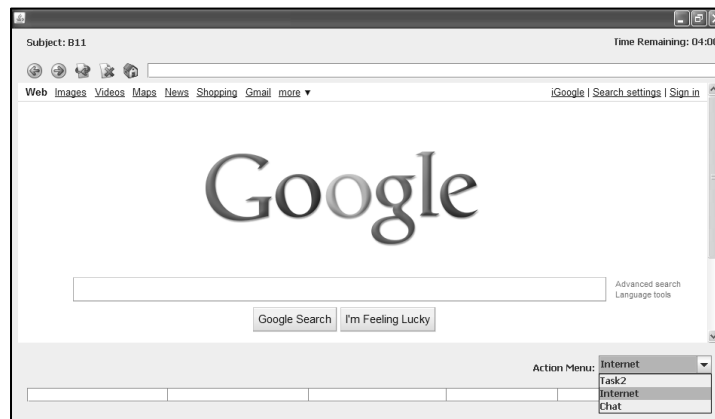 Subject: B11
Time Remaining: 04:00
Web Images Videos Maps News Shopping Gmail more ▼
iGoogle | Search settings | Sign in
Google
Advanced search
Language tools
Google Search I'm Feeling Lucky
Action Menu: Internet
Task2
Internet
Chat